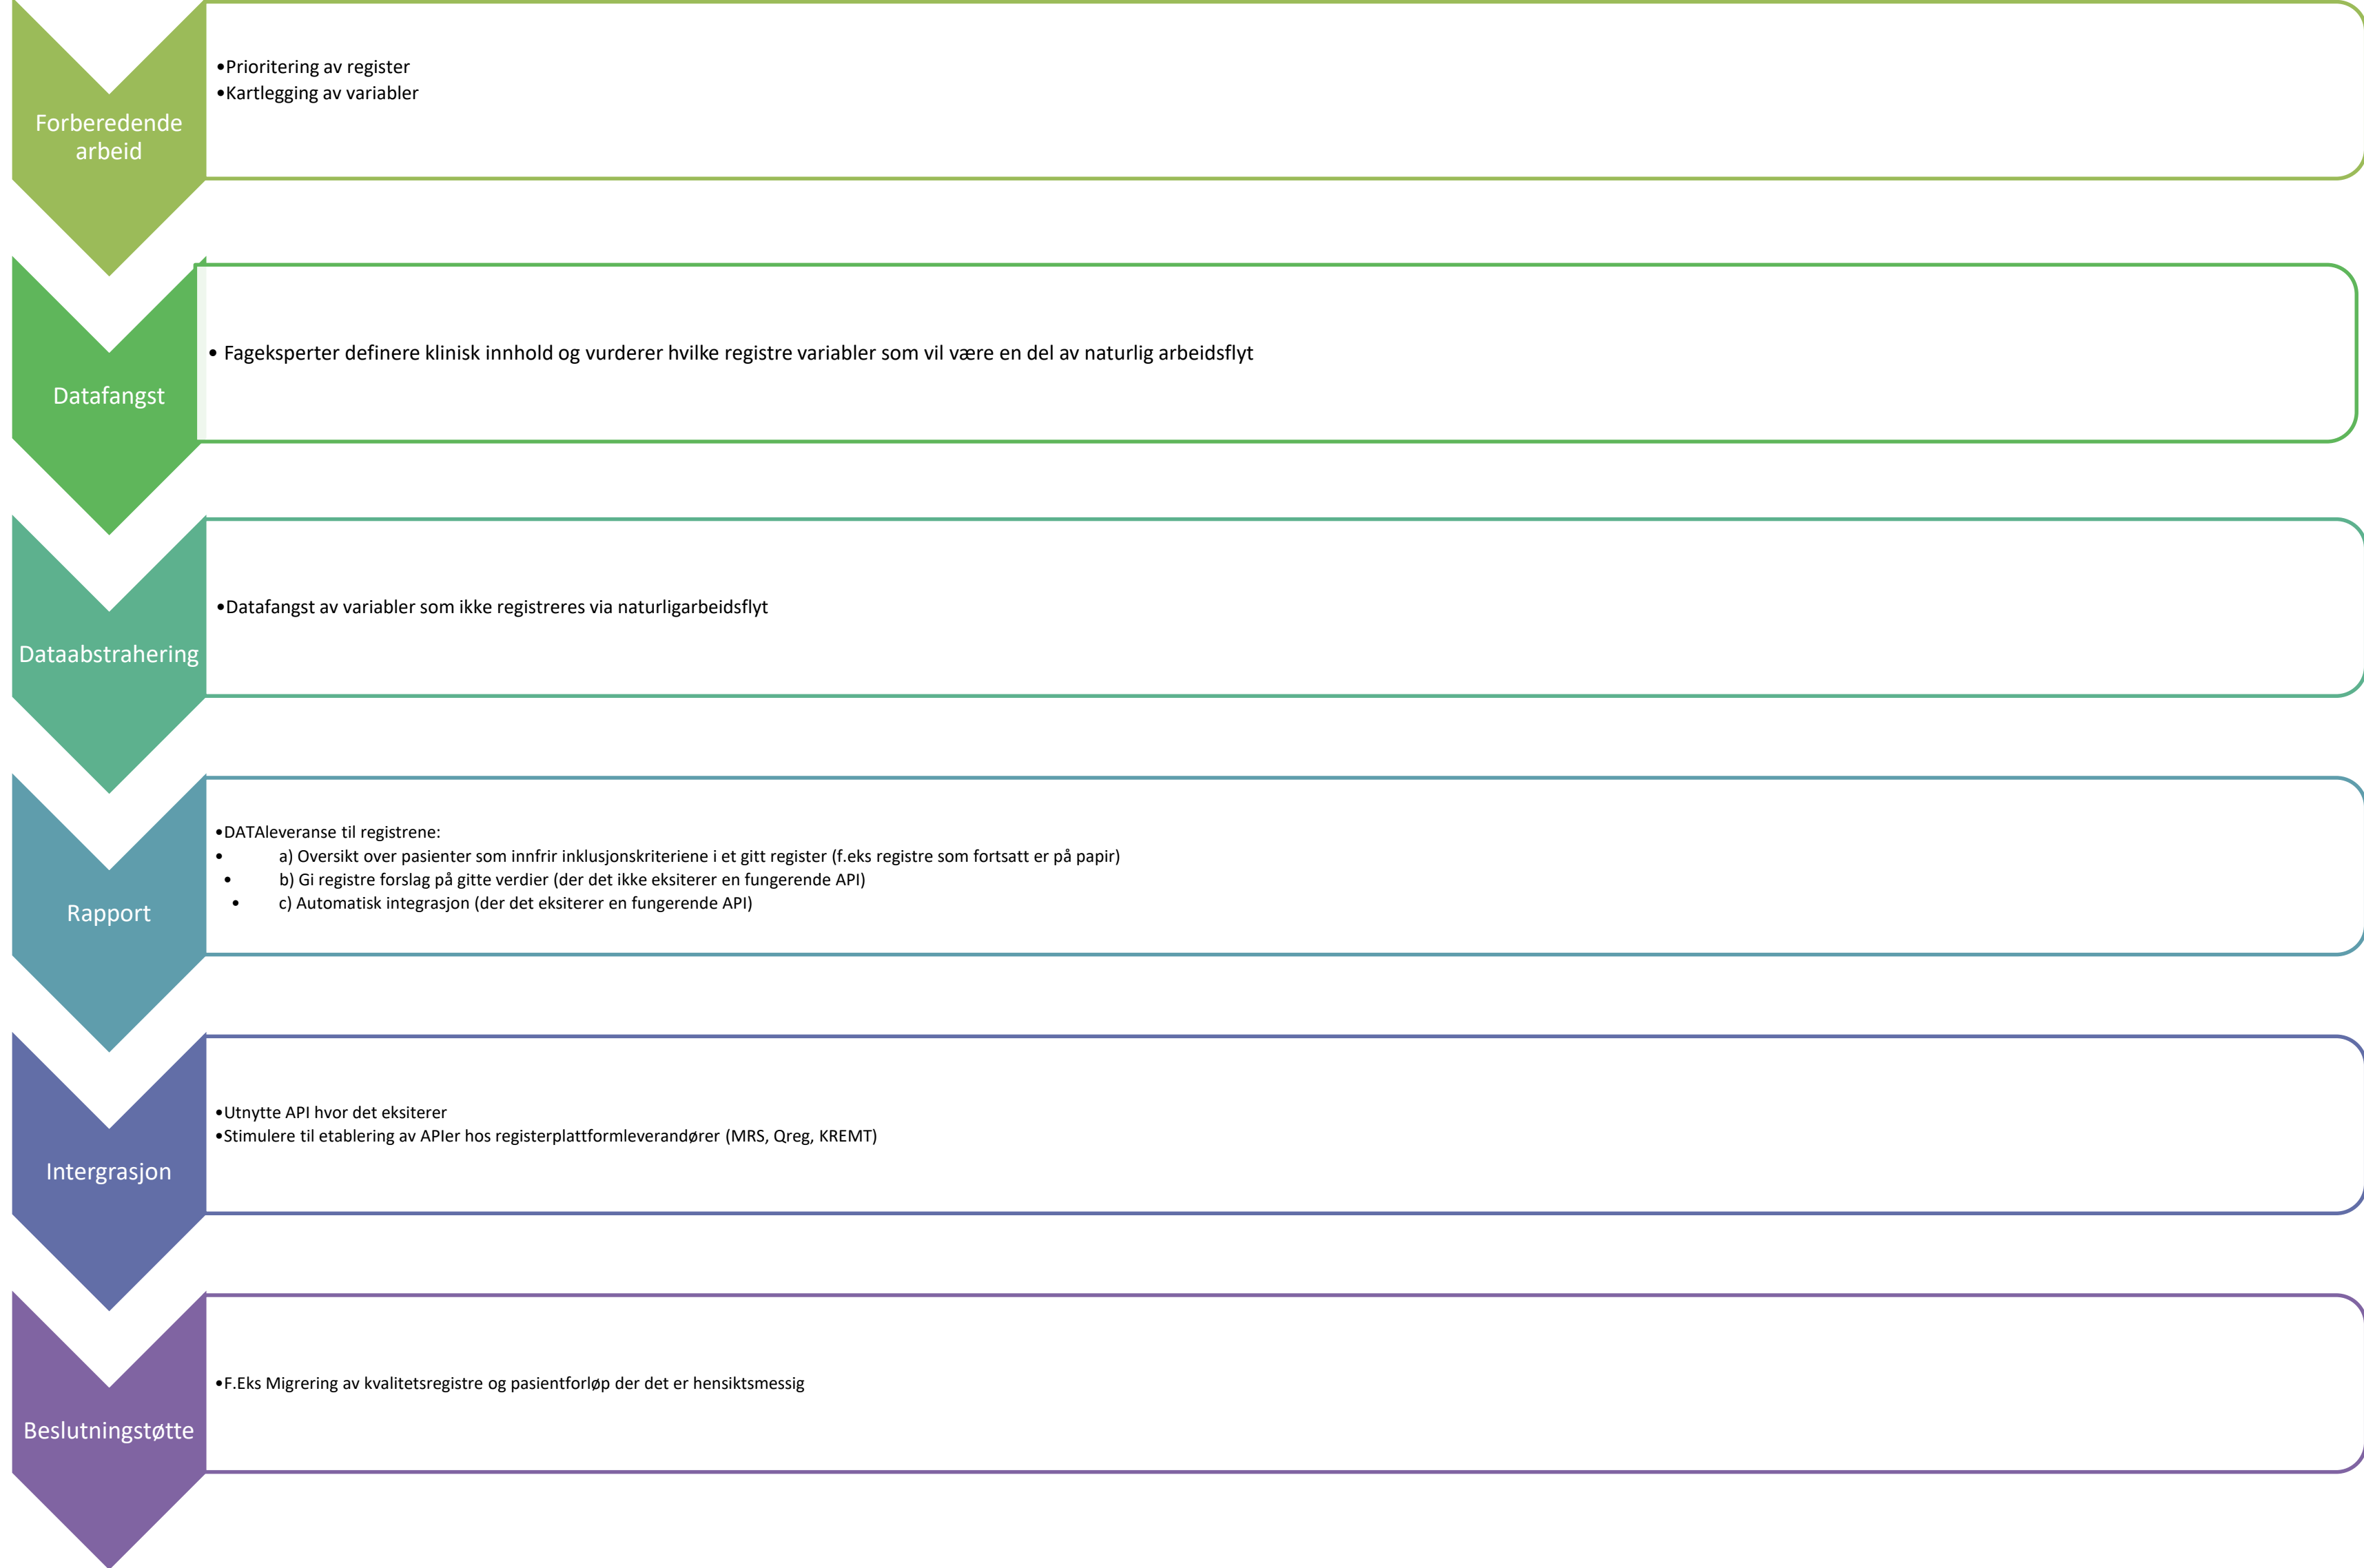 Forberedende
arbeid
•Prioritering av register
•Kartlegging av variabler
Datafangst
• Fageksperter definere klinisk innhold og vurderer hvilke registre variabler som vil være en del av naturlig arbeidsflyt
Dataabstrahering
•Datafangst av variabler som ikke registreres via naturligarbeidsflyt
Rapport
•DATAleveranse til registrene:
• a) Oversikt over pasienter som innfrir inklusjonskriteriene i et gitt register (f.eks registre som fortsatt er på papir)
• b) Gi registre forslag på gitte verdier (der det ikke eksiterer en fungerende API)
• c) Automatisk integrasjon (der det eksiterer en fungerende API)
Intergrasjon
•Utnytte API hvor det eksiterer
•Stimulere til etablering av APIer hos registerplattformleverandører (MRS, Qreg, KREMT)
Beslutningstøtte
•F.Eks Migrering av kvalitetsregistre og pasientforløp der det er hensiktsmessig